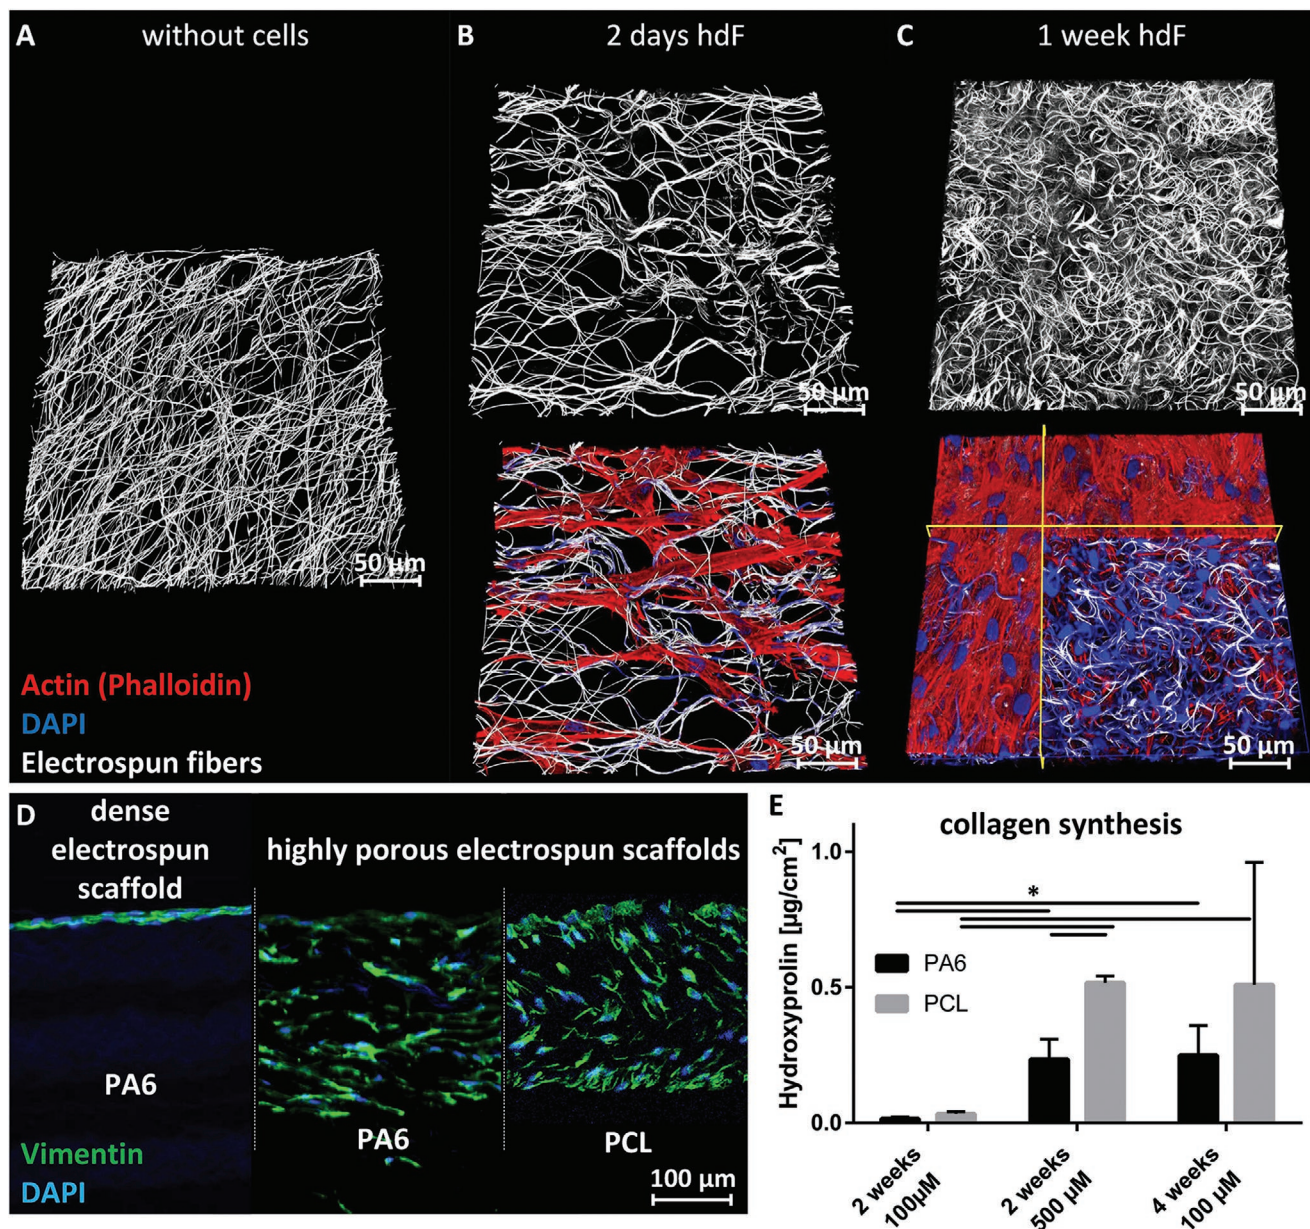 A
without cells
B
2 days hdF
C
1 week hdF
50 µm
50 µm
50 µm
50 µm
50 µm
Actin (Phalloidin)
DAPI
Electrospun fibers
D
dense
electrospun
scaffold
highly porous electrospun scaffolds
PA6
PA6
PCL
Vimentin
DAPI
100 µm
E
collagen synthesis
Hydroxyprolin [µg/cm²]
1.0
0.5
0.0
*
PA6
PCL
2 weeks
100µM
2 weeks
500 µM
4 weeks
100 µM